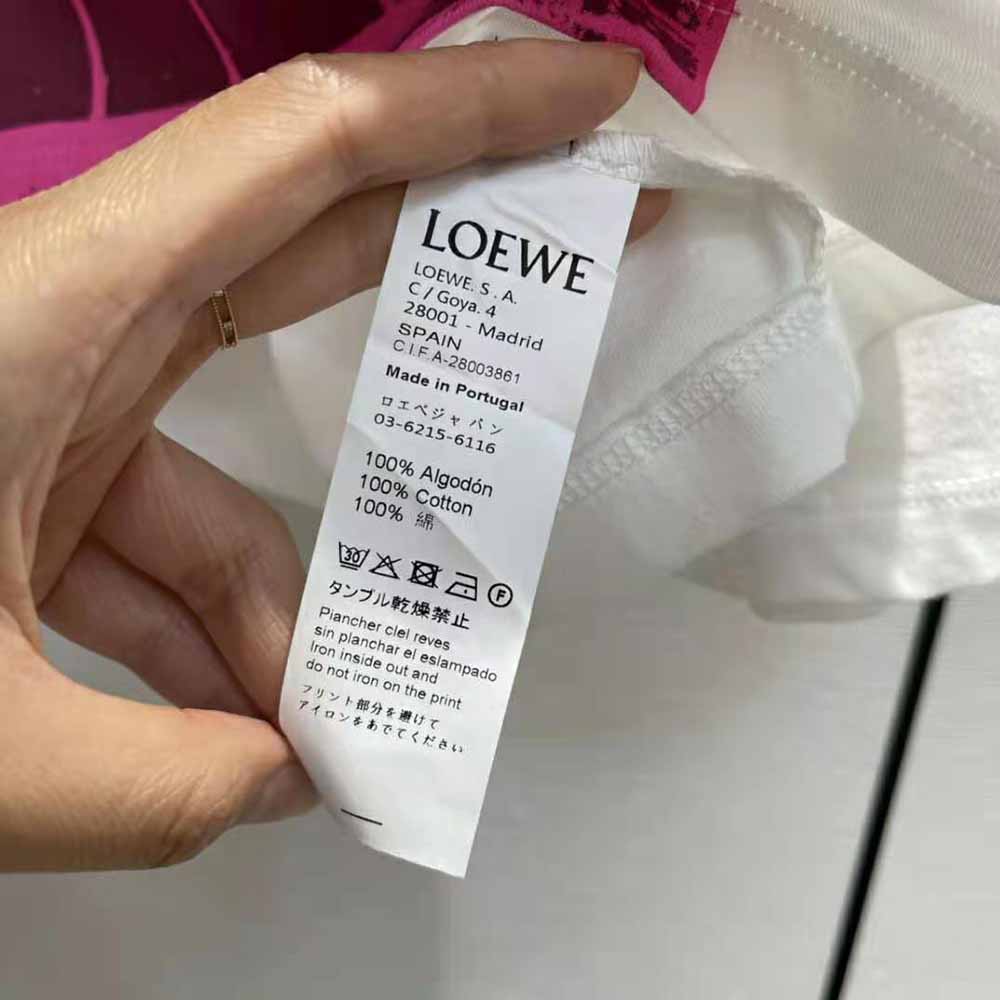 LOEWE
LOEWE. S. A.
C / Goya. 4
28001 - Madrid
SPAIN
C I.F. A-28003861
Made in Portugal
ロエベジャパン
03-6215-6116
100% Algodón
100% Cotton
100% 綿
30
F
タンブル乾燥禁止
Piancher ciel reves
sin planchar el eslampado
Iron inside out and
do not iron on the print
フリント部分を避けて
アイロンをあでてください